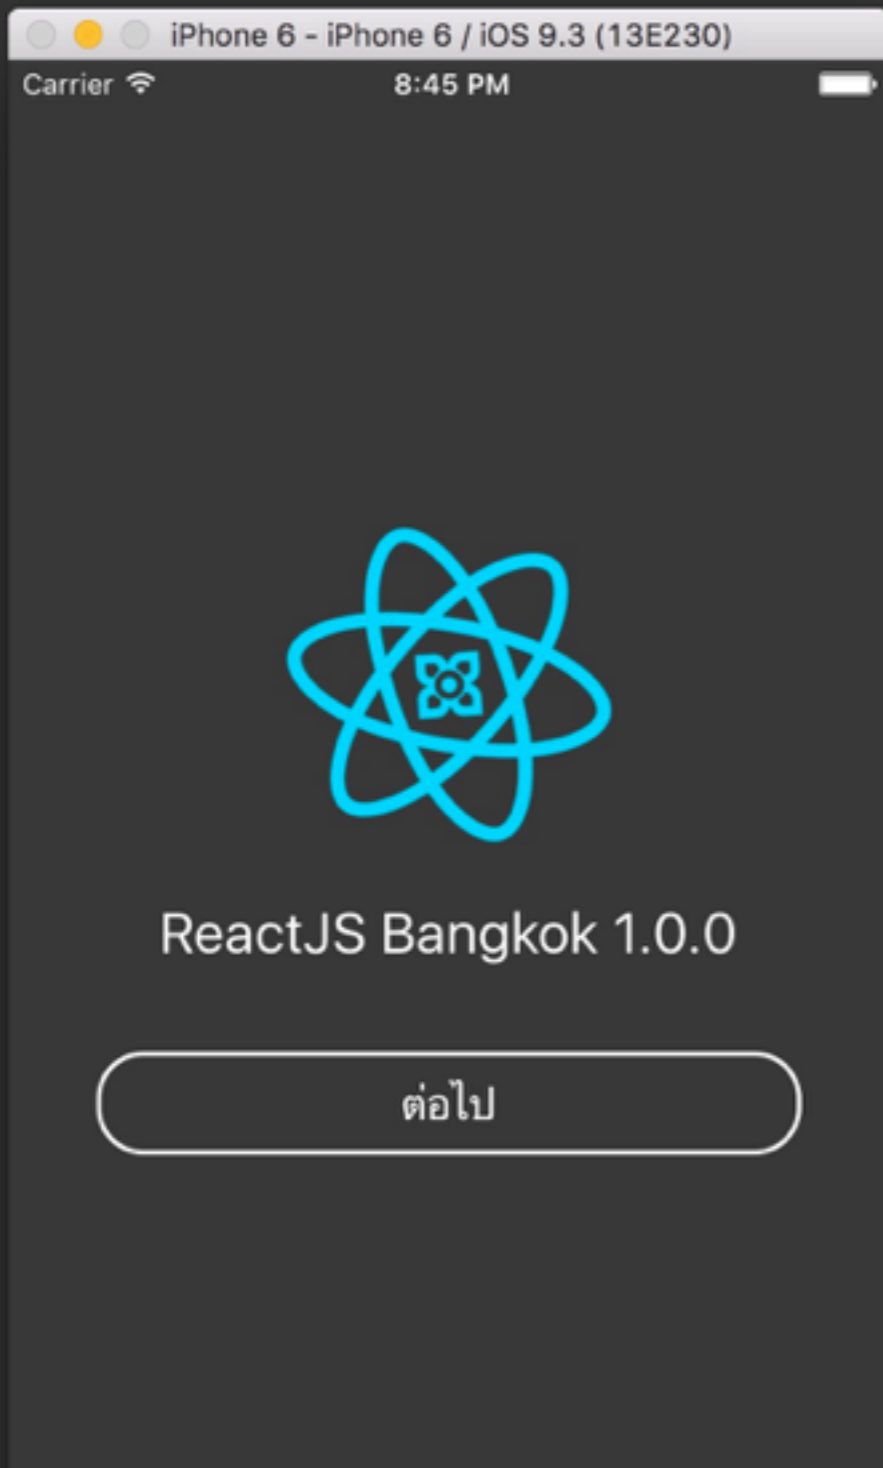 iPhone 6 - iPhone 6 / iOS 9.3 (13E230)
Carrier 8:45 PM
ReactJS Bangkok 1.0.0
ต่อไป